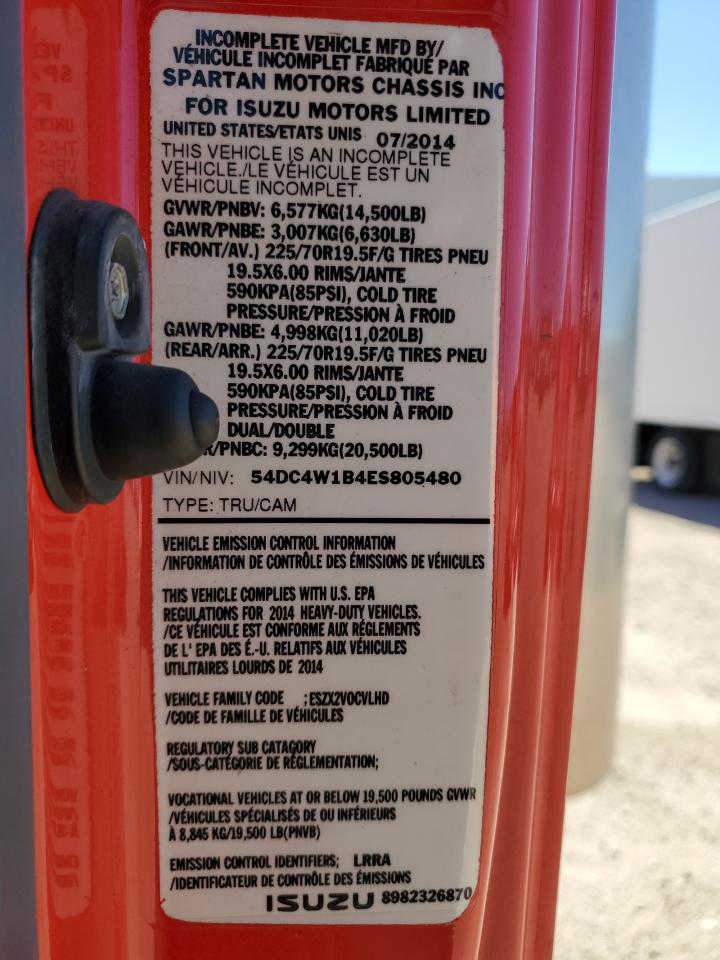 INCOMPLETE VEHICLE MFD BY/
VÉHICULE INCOMPLET FABRIQUÉ PAR
SPARTAN MOTORS CHASSIS INC
FOR ISUZU MOTORS LIMITED
UNITED STATES/ETATS UNIS 07/2014
THIS VEHICLE IS AN INCOMPLETE
VEHICLE./LE VÉHICULE EST UN
VÉHICULE INCOMPLET.
GVWR/PNBV: 6,577KG(14,500LB)
GAWR/PNBE: 3,007KG(6,630LB)
(FRONT/AV.) 225/70R19.5F/G TIRES PNEU
19.5X6.00 RIMS/JANTE
590KPA(85PSI), COLD TIRE
PRESSURE/PRESSION À FROID
GAWR/PNBE: 4,998KG(11,020LB)
(REAR/ARR.) 225/70R19.5F/G TIRES PNEU
19.5X6.00 RIMS/JANTE
590KPA(85PSI), COLD TIRE
PRESSURE/PRESSION À FROID
DUAL/DOUBLE
R/PNBC: 9,299KG(20,500LB)
VIN/NIV: 54DC4W1B4ES805480
TYPE: TRU/CAM
VEHICLE EMISSION CONTROL INFORMATION
/INFORMATION DE CONTRÔLE DES ÉMISSIONS DE VÉHICULES
THIS VEHICLE COMPLIES WITH U.S. EPA
REGULATIONS FOR 2014 HEAVY-DUTY VEHICLES.
/CE VÉHICULE EST CONFORME AUX RÉGLEMENTS
DE L' EPA DES É.-U. RELATIFS AUX VÉHICULES
UTILITAIRES LOURDS DE 2014
VEHICLE FAMILY CODE ;ESZX2VOCVLHD
/CODE DE FAMILLE DE VÉHICULES
REGULATORY SUB CATAGORY
/SOUS-CATÉGORIE DE RÉGLEMENTATION;
VOCATIONAL VEHICLES AT OR BELOW 19,500 POUNDS GVWR
/VÉHICULES SPÉCIALISÉS DE OU INFÉRIEURS
À 8,845 KG/19,500 LB(PNVB)
EMISSION CONTROL IDENTIFIERS; LRRA
/IDENTIFICATEUR DE CONTRÔLE DES ÉMISSIONS
ISUZU 8982326870